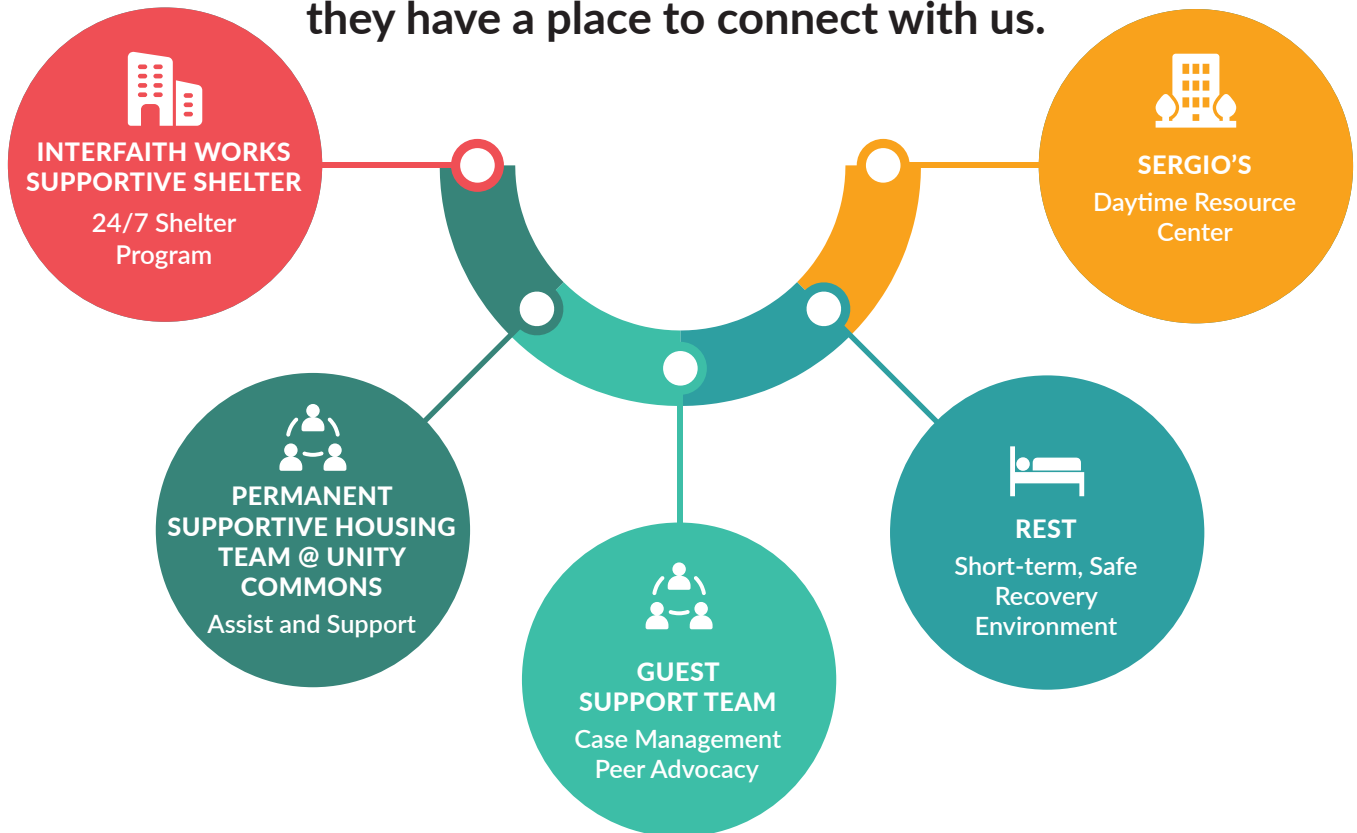 they have a place to connect with us.
INTERFAITH WORKS
SUPPORTIVE SHELTER
24/7 Shelter
Program
PERMANENT
SUPPORTIVE HOUSING
TEAM @ UNITY
COMMONS
Assist and Support
GUEST
SUPPORT TEAM
Case Management
Peer Advocacy
REST
Short-term, Safe
Recovery
Environment
SERGIO’S
Daytime Resource
Center